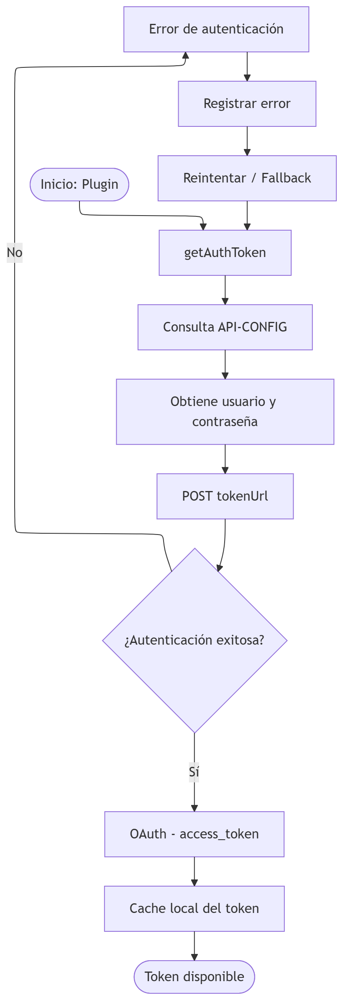 Error de autenticación
Registrar error
Reintentar / Fallback
Inicio: Plugin
No
getAuthToken
Consulta API-CONFIG
Obtiene usuario y
contraseña
POST tokenUrl
¿Autenticación exitosa?
Sí
OAuth - access_token
Cache local del token
Token disponible